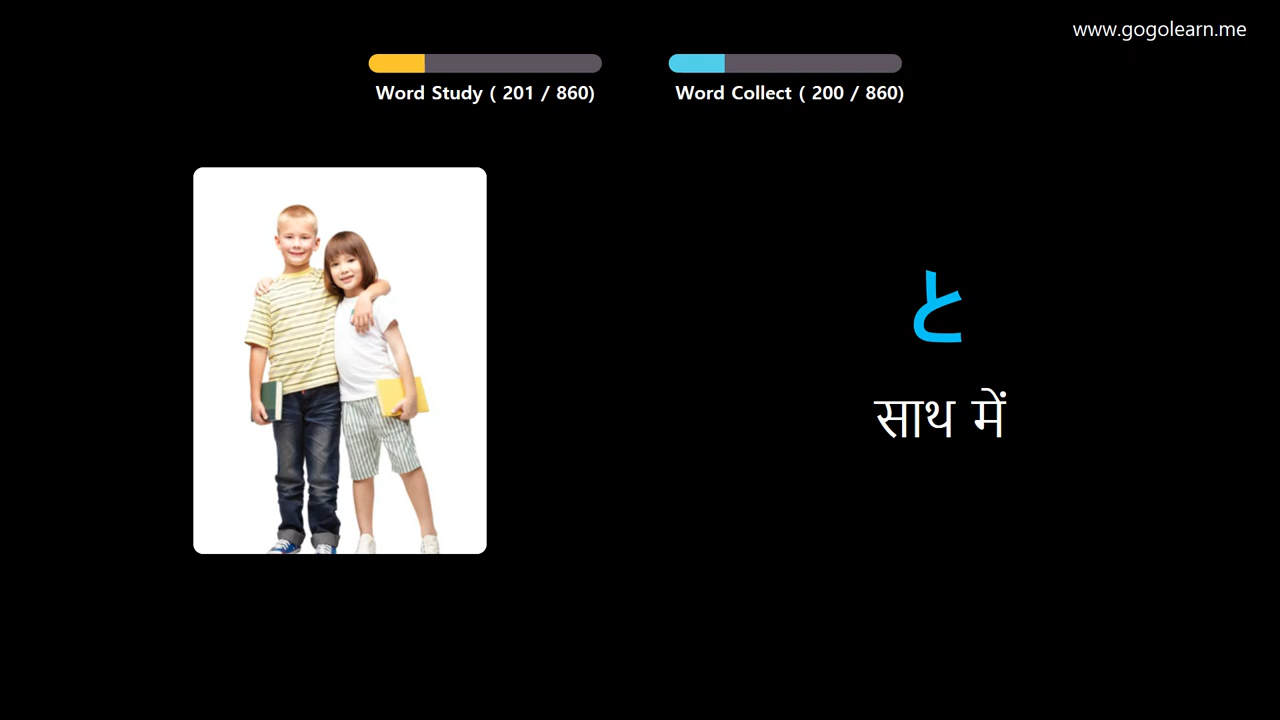 www.gogolearn.me
Word Study ( 201 / 860)
Word Collect ( 200 / 860)
と
साथ में